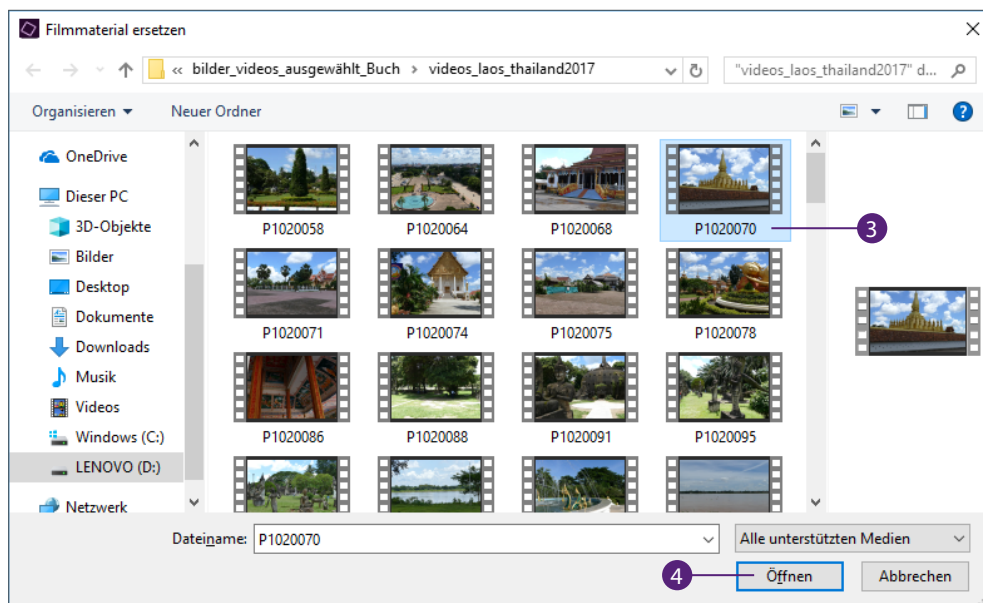 Filmmaterial ersetzen
« bilder_videos_ausgewählt_Buch › videos_laos_thailand2017
"videos_laos_thailand2017" d...
Organisieren
Neuer Ordner
OneDrive
Dieser PC
3D-Objekte
Bilder
Desktop
Dokumente
Downloads
Musik
Videos
Windows (C:)
LENOVO (D:)
Netzwerk
P1020058 P1020064 P1020068 P1020070
3
P1020071 P1020074 P1020075 P1020078
P1020086 P1020088 P1020091 P1020095
Dateiname: P1020070
Alle unterstützten Medien
4
Öffnen
Abbrechen